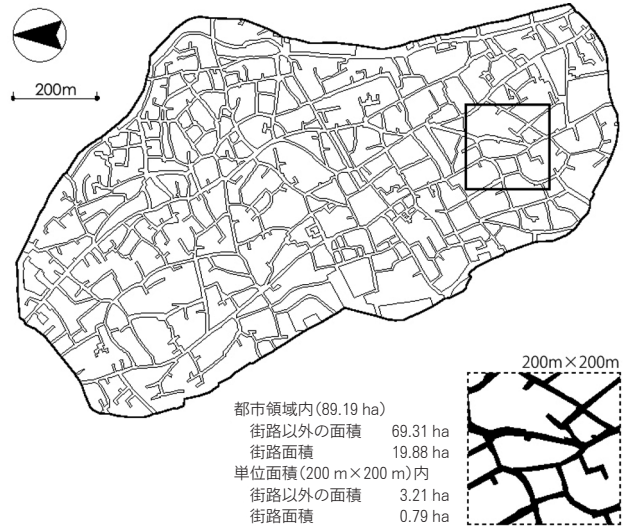 200m
200m×200m
都市領域内(89.19 ha)
街路以外の面積 69.31 ha
街路面積 19.88 ha
単位面積(200 m×200 m)内
街路以外の面積 3.21 ha
街路面積 0.79 ha